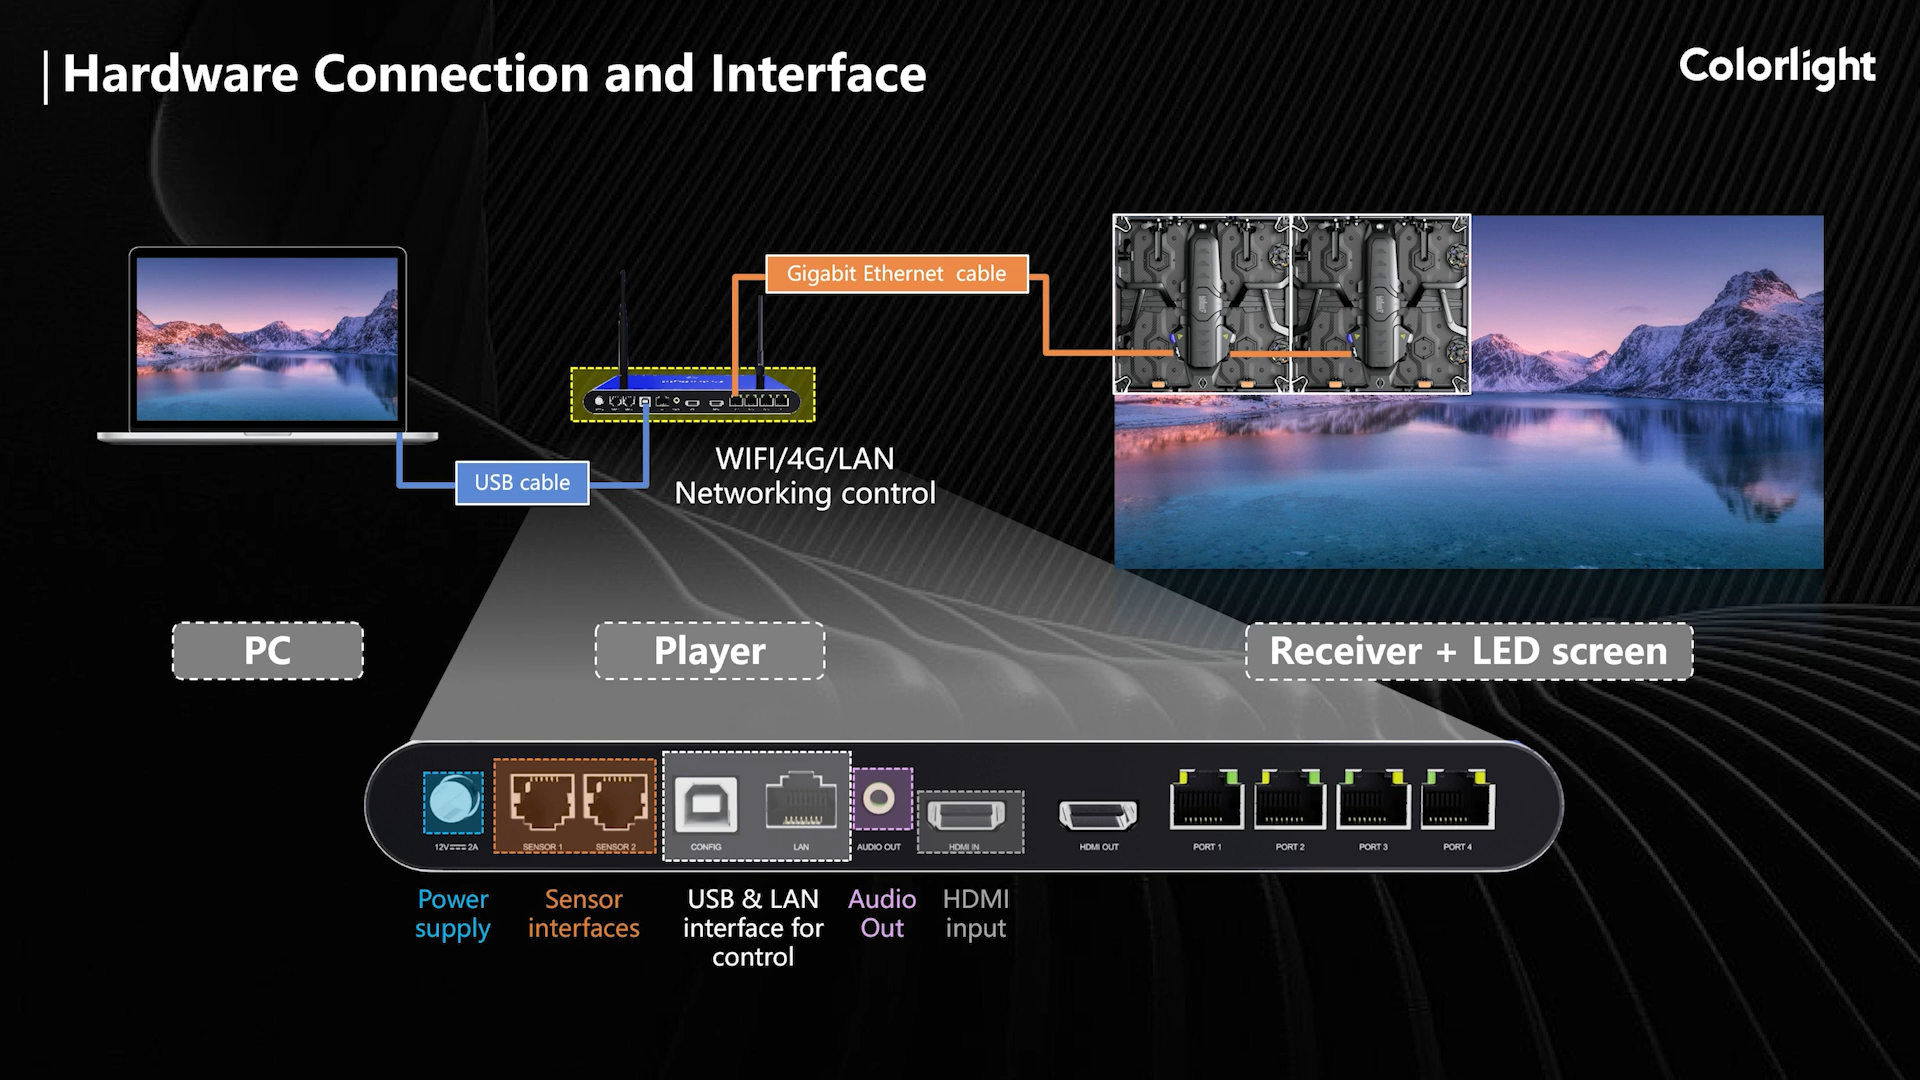 Hardware Connection and Interface
Colorlight
Gigabit Ethernet cable
USB cable
WIFI/4G/LAN
Networking control
PC
Player
Receiver + LED screen
12V 2A
SENSOR 1
SENSOR 2
CONFIG
LAN
AUDIO OUT
HDMI IN
HDMI OUT
PORT 1
PORT 2
PORT 3
PORT 4
Power
supply
Sensor
interfaces
USB & LAN
interface for
control
Audio
Out
HDMI
input